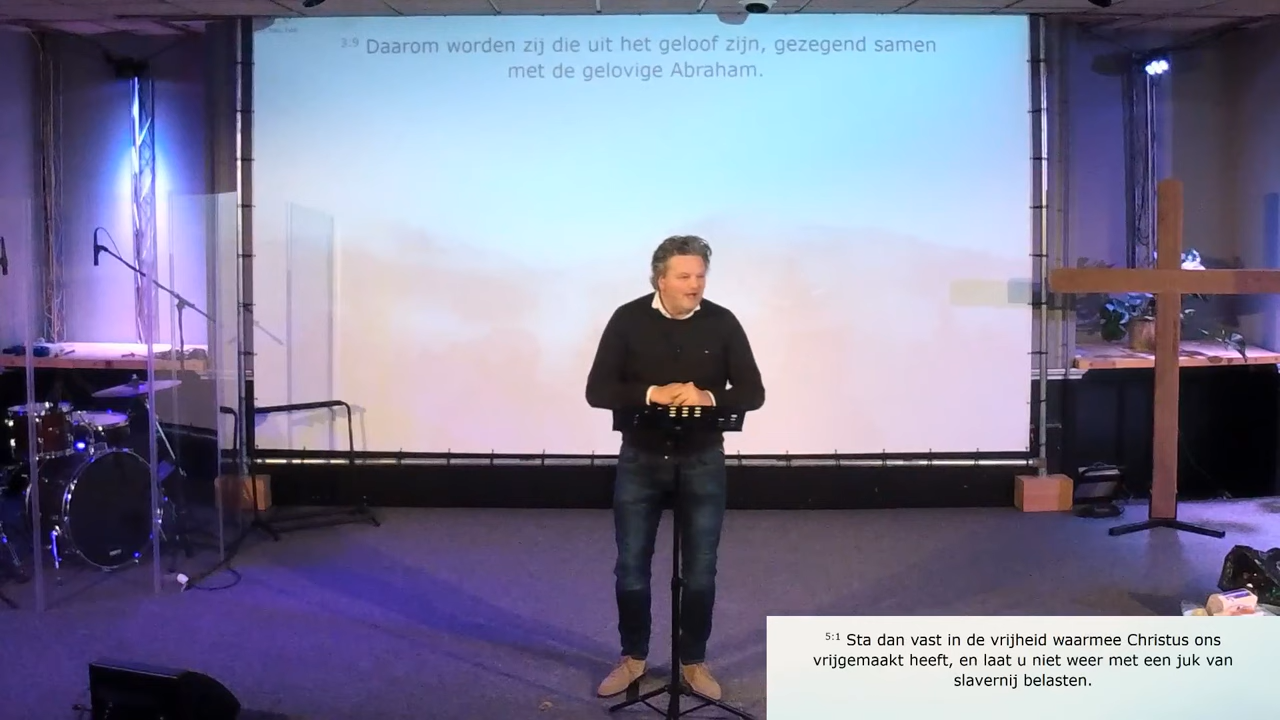 3.9 Daarom worden zij die uit het geloof zijn, gezegend samen
met de gelovige Abraham.
5:1 Sta dan vast in de vrijheid waarmee Christus ons
vrijgemaakt heeft, en laat u niet weer met een juk van
slavernij belasten.